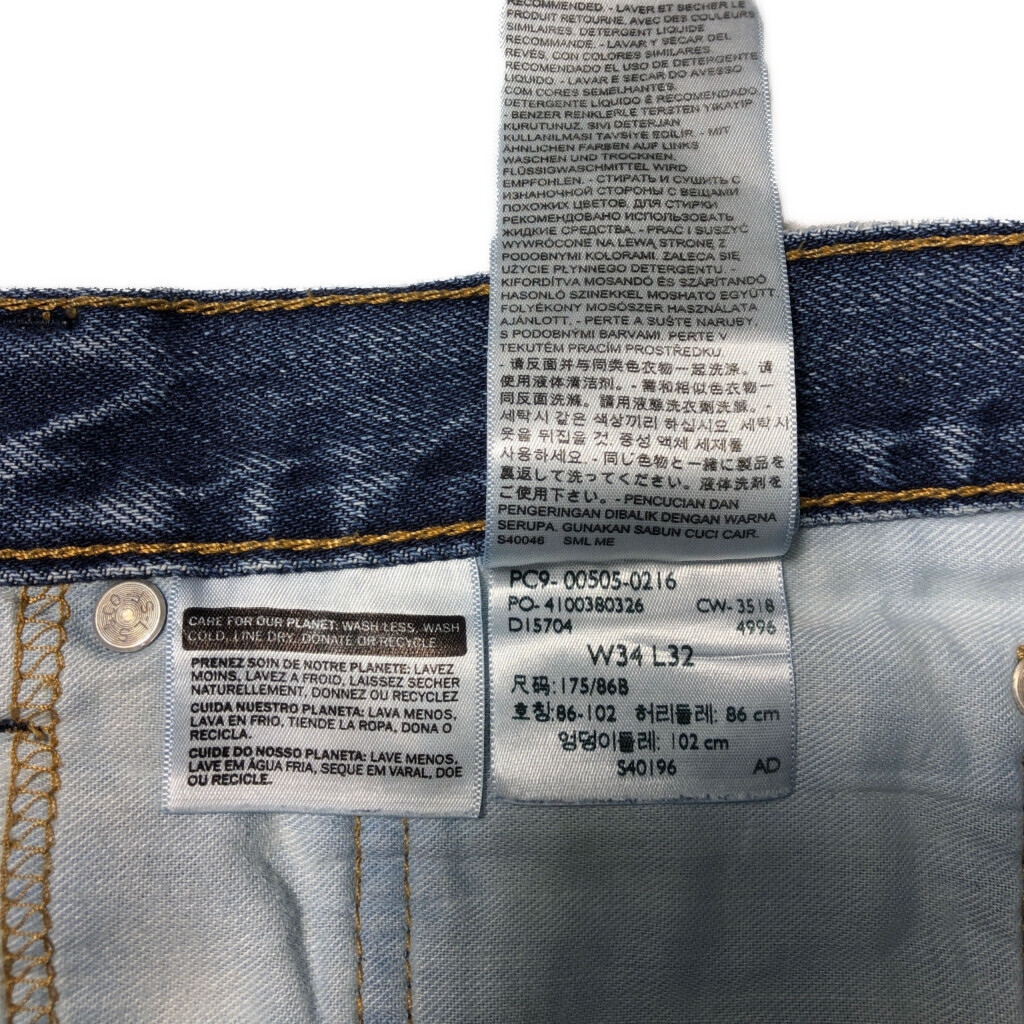 RECOMMENDED. - LAVER ET SÉCHER LE
PRODUIT RETOURNÉ, AVEC DES COULEURS
SIMILAIRES. DÉTERGENT LIQUIDE
RECOMMANDÉ. - LAVAR Y SECAR DEL
REVÉS, CON COLORES SIMILARES.
RECOMENDADO EL USO DE DETERGENTE
LÍQUIDO. - LAVAR E SECAR DO AVESSO
COM CORES SEMELHANTES.
DETERGENTE LÍQUIDO É RECOMENDADO.
- BENZER RENKLERLE TERSTEN YIKAYIP
KURUTUNUZ. SIVI DETERJAN
KULLANILMASI TAVSİYE EDİLİR. - MIT
ÄHNLICHEN FARBEN AUF LINKS
WASCHEN UND TROCKNEN.
FLÜSSIGWASCHMITTEL WIRD
EMPFOHLEN. - СТИРАТЬ И СУШИТЬ С
ИЗНАНОЧНОЙ СТОРОНЫ С ВЕЩАМИ
ПОХОЖИХ ЦВЕТОВ. ДЛЯ СТИРКИ
РЕКОМЕНДОВАНО ИСПОЛЬЗОВАТЬ
ЖИДКИЕ СРЕДСТВА. - PRAĆ I SUSZYĆ
WYWRÓCONE NA LEWĄ STRONĘ Z
PODOBNYMI KOLORAMI. ZALECA SIĘ
UŻYCIE PŁYNNEGO DETERGENTU. -
KIFORDÍTVA MOSANDÓ ÉS SZÁRÍTANDÓ
HASONLÓ SZINEKKEL MOSHATÓ EGYÜTT.
FOLYÉKONY MOSÓSZER HASZNÁLATA
AJÁNLOTT. - PERTE A SUŠTE NARUBY,
S PODOBNÝMI BARVAMI. PERTE V
TEKUTÉM PRACÍM PROSTŘEDKU.
- 请反面并与同类色衣物一起洗涤。请
使用液体清洁剂。- 需和相似色衣物一
同反面洗滌。請用液態洗衣劑洗滌。-
세탁시 같은 색상끼리 하십시요. 세탁시
옷을 뒤집을 것. 중성 액체 세제를
사용하세요. - 同じ色物と一緒に製品を
裏返して洗ってください。液体洗剤を
ご使用下さい。- PENCUCIAN DAN
PENGERINGAN DIBALIK DENGAN WARNA
SERUPA. GUNAKAN SABUN CUCI CAIR.
S40046 SML ME
PC9- 00505-0216
PO- 4100380326 CW- 3518
D15704 4996
W34 L32
尺码: 175/86B
호칭: 86-102 허리둘레: 86 cm
엉덩이둘레: 102 cm
S40196 AD
CARE FOR OUR PLANET: WASH LESS, WASH
COLD, LINE DRY, DONATE OR RECYCLE
PRENEZ SOIN DE NOTRE PLANETE: LAVEZ
MOINS, LAVEZ A FROID, LAISSEZ SECHER
NATURELLEMENT, DONNEZ OU RECYCLEZ
CUIDA NUESTRO PLANETA: LAVA MENOS,
LAVA EN FRIO, TIENDE LA ROPA, DONA O
RECICLA.
CUIDE DO NOSSO PLANETA: LAVE MENOS,
LAVE EM ÁGUA FRIA, SEQUE EM VARAL, DOE
OU RECICLE.